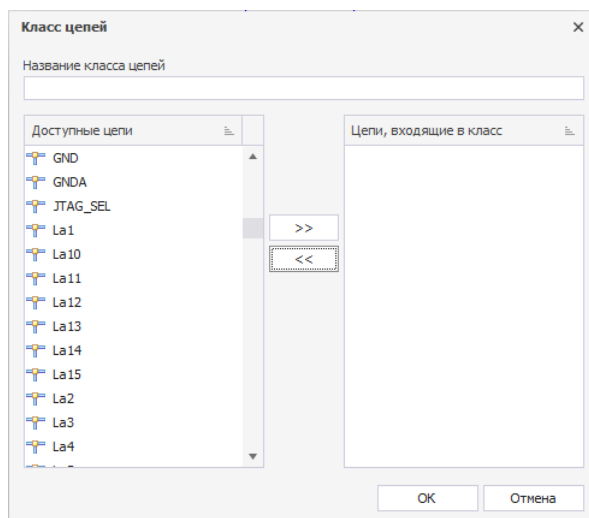 Класс цепей
Название класса цепей
Доступные цепи
GND
GNDA
JTAG_SEL
La1
La10
La11
La12
La13
La14
La15
La2
La3
La4
>>
<<
Цепи, входящие в класс
OK
Отмена